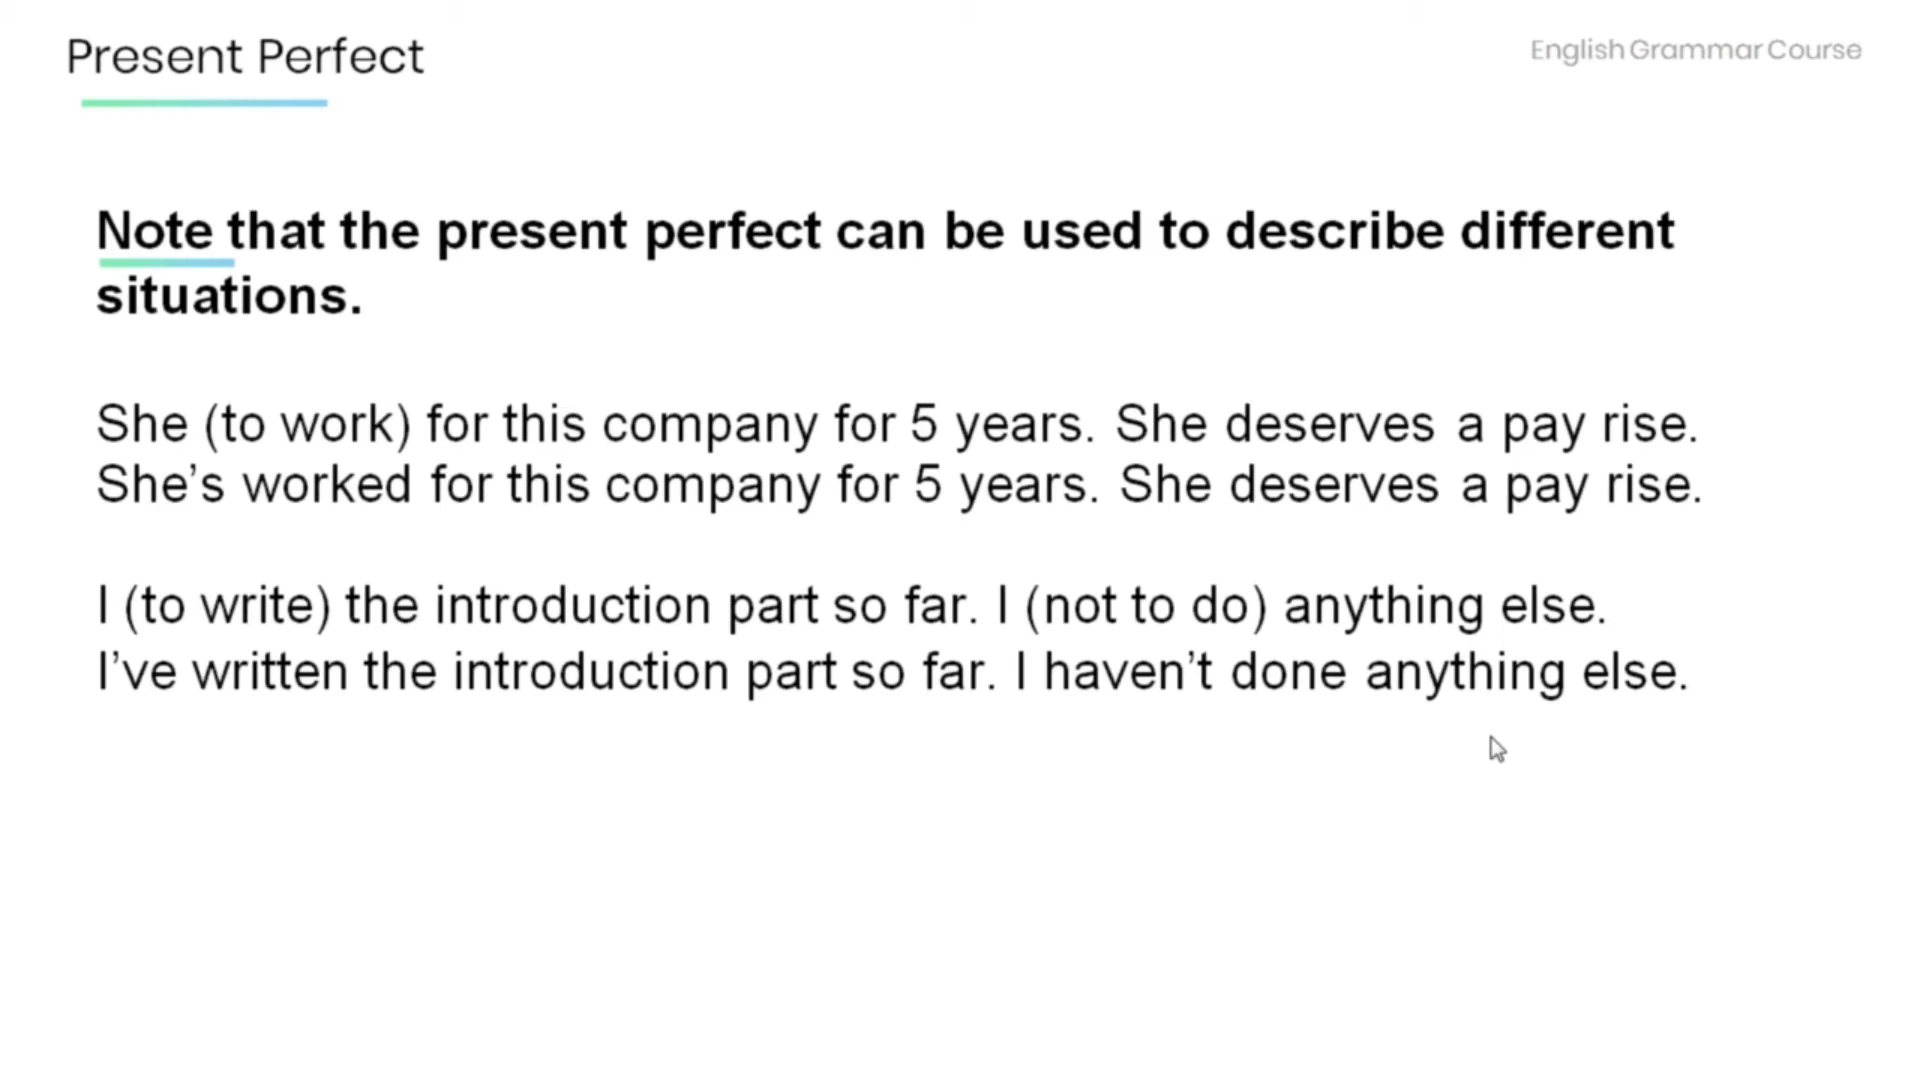 Present Perfect
English Grammar Course
Note that the present perfect can be used to describe different
situations.
She (to work) for this company for 5 years. She deserves a pay rise.
She’s worked for this company for 5 years. She deserves a pay rise.
I (to write) the introduction part so far. I (not to do) anything else.
I’ve written the introduction part so far. I haven’t done anything else.